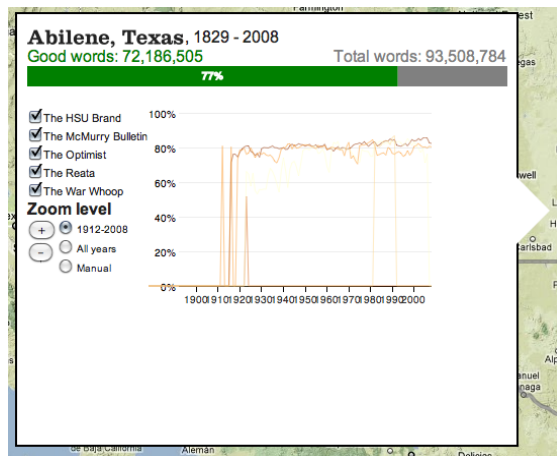 Farmington
Abilene, Texas, 1829 - 2008
Good words: 72,186,505 Total words: 93,508,784
77%
The HSU Brand
The McMurry Bulletin
The Optimist
The Reata
The War Whoop
Zoom level
+ 1912-2008
- All years
Manual
100%
80%
60%
40%
20%
0%
1900 1910 1920 1930 1940 1950 1960 1970 1980 1990 2000
Carlsbad
de Baja California Alemán Delicias